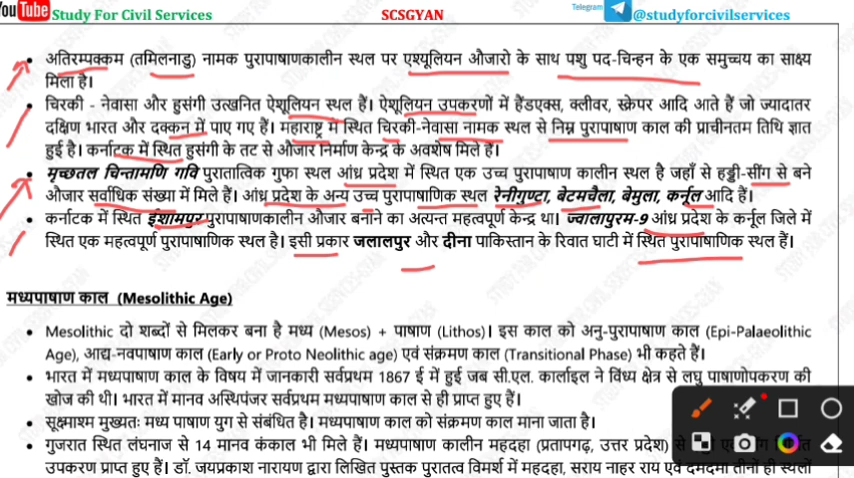 You Tube Study For Civil Services
SCSGYAN
Telegram @studyforcivilservices
• अतिरम्पक्कम (तमिलनाडु) नामक पुरापाषाणकालीन स्थल पर एश्यूलियन औजारो के साथ पशु पद-चिन्हन के एक समुच्चय का साक्ष्य
मिला है।
• चिरकी - नेवासा और हुसंगी उत्खनित ऐशूलियन स्थल हैं। ऐशूलियन उपकरणों में हैंडएक्स, क्लीवर, स्क्रेपर आदि आते हैं जो ज्यादातर
दक्षिण भारत और दक्कन में पाए गए हैं। महाराष्ट्र में स्थित चिरकी-नेवासा नामक स्थल से निम्न पुरापाषाण काल की प्राचीनतम तिथि ज्ञात
हुई है। कर्नाटक में स्थित हुसंगी के तट से औजार निर्माण केन्द्र के अवशेष मिले हैं।
• मृच्छतल चिन्तामणि गवि पुरातात्विक गुफा स्थल आंध्र प्रदेश में स्थित एक उच्च पुरापाषाण कालीन स्थल है जहाँ से हड्डी-सींग से बने
औजार सर्वाधिक संख्या में मिले हैं। आंध्र प्रदेश के अन्य उच्च पुरापाषाणिक स्थल रेनीगुण्टा, बेटमचैला, बेमुला, कर्नूल आदि हैं।
• कर्नाटक में स्थित ईशामपुर पुरापाषाणकालीन औजार बनाने का अत्यन्त महत्वपूर्ण केन्द्र था। ज्वालापुरम-9 आंध्र प्रदेश के कर्नूल जिले में
स्थित एक महत्वपूर्ण पुरापाषाणिक स्थल है। इसी प्रकार जलालपुर और दीना पाकिस्तान के रिवात घाटी में स्थित पुरापाषाणिक स्थल हैं।
मध्यपाषाण काल (Mesolithic Age)
• Mesolithic दो शब्दों से मिलकर बना है मध्य (Mesos) + पाषाण (Lithos)। इस काल को अनु-पुरापाषाण काल (Epi-Palaeolithic
Age), आद्य-नवपाषाण काल (Early or Proto Neolithic age) एवं संक्रमण काल (Transitional Phase) भी कहते हैं।
• भारत में मध्यपाषाण काल के विषय में जानकारी सर्वप्रथम 1867 ई में हुई जब सी.एल. कार्लाइल ने विंध्य क्षेत्र से लघु पाषाणोपकरण की
खोज की थी। भारत में मानव अस्थिपंजर सर्वप्रथम मध्यपाषाण काल से ही प्राप्त हुए हैं।
• सूक्ष्माश्म मुख्यतः मध्य पाषाण युग से संबंधित है। मध्यपाषाण काल को संक्रमण काल माना जाता है।
• गुजरात स्थित लंघनाज से 14 मानव कंकाल भी मिले हैं। मध्यपाषाण कालीन महदहा (प्रतापगढ़, उत्तर प्रदेश) से
उपकरण प्राप्त हुए हैं। डॉ. जयप्रकाश नारायण द्वारा लिखित पुस्तक पुरातत्व विमर्श में महदहा, सराय नाहर राय एवं दमदमा तीनों ही स्थलों